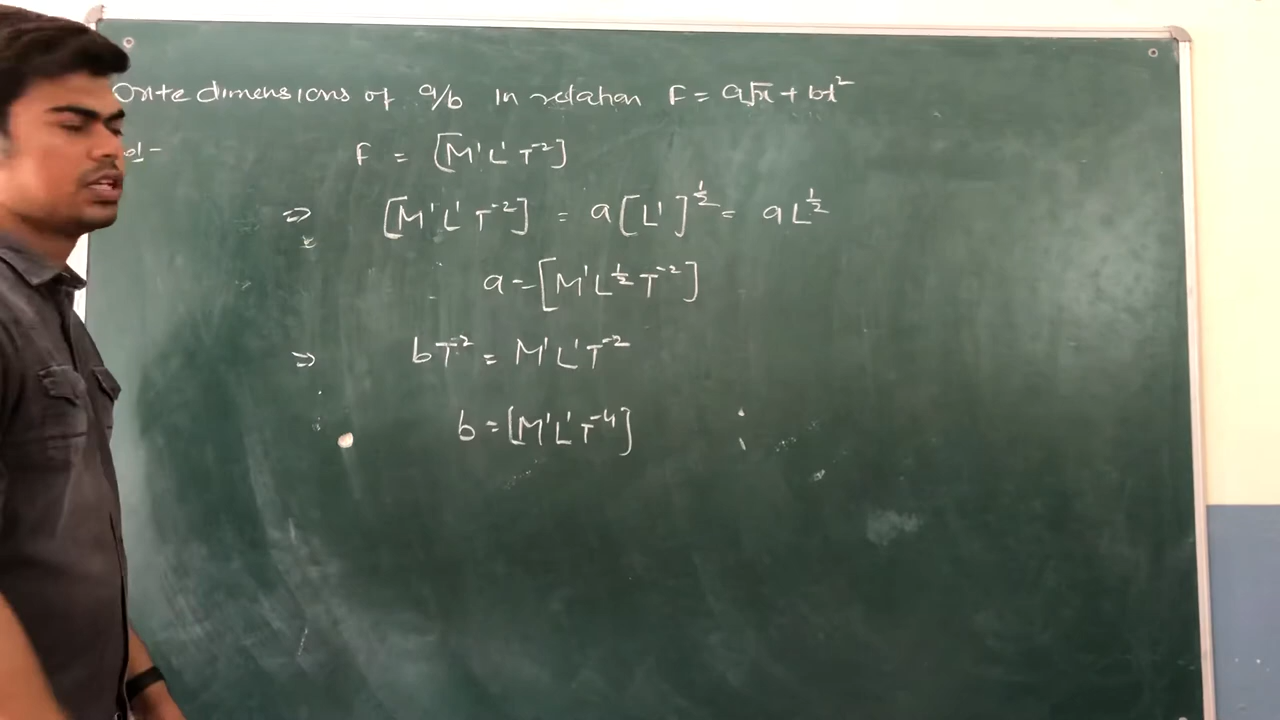 Write dimensions of a/b in relation F = a√x + bt²
Sol -
F = [M¹L¹T⁻²]
⇒ [M¹L¹T⁻²] = a[L¹]^½ = aL^½
a = [M¹L^½T⁻²]
⇒ bT⁻² = M¹L¹T⁻²
b = [M¹L¹T⁻⁴]